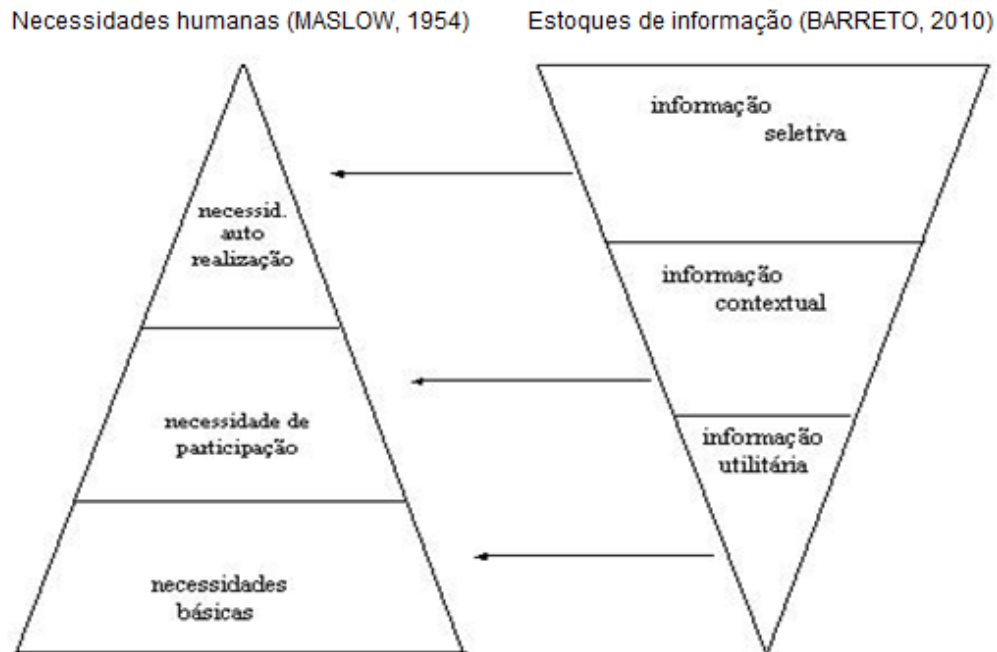 Necessidades humanas (MASLOW, 1954)
Estoques de informação (BARRETO, 2010)
necessid.
auto
realização
necessidade de
participação
necessidades
básicas
informação
seletiva
informação
contextual
informação
utilitária